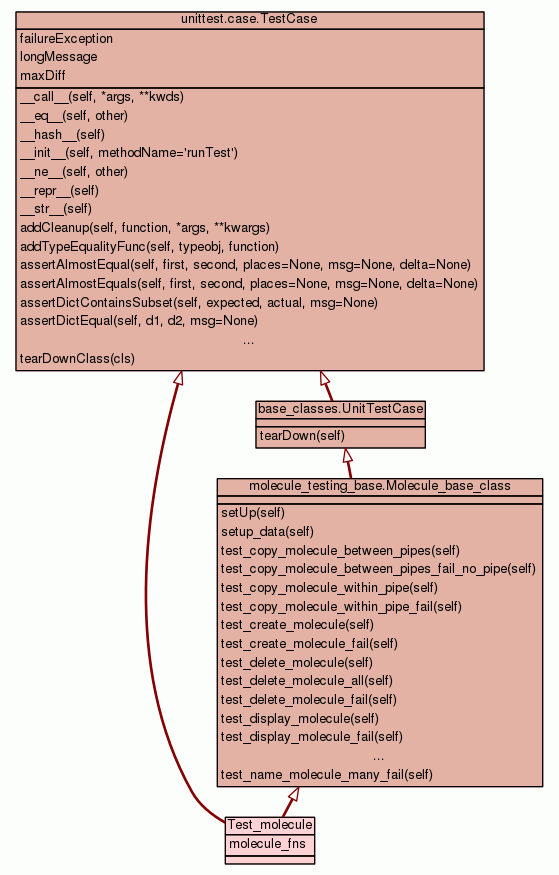 unittest.case.TestCase
failureException
longMessage
maxDiff
__call__(self, *args, **kwds)
__eq__(self, other)
__hash__(self)
__init__(self, methodName='runTest')
__ne__(self, other)
__repr__(self)
__str__(self)
addCleanup(self, function, *args, **kwargs)
addTypeEqualityFunc(self, typeobj, function)
assertAlmostEqual(self, first, second, places=None, msg=None, delta=None)
assertAlmostEquals(self, first, second, places=None, msg=None, delta=None)
assertDictContainsSubset(self, expected, actual, msg=None)
assertDictEqual(self, d1, d2, msg=None)
...
tearDownClass(cls)
base_classes.UnitTestCase
tearDown(self)
molecule_testing_base.Molecule_base_class
setUp(self)
setup_data(self)
test_copy_molecule_between_pipes(self)
test_copy_molecule_between_pipes_fail_no_pipe(self)
test_copy_molecule_within_pipe(self)
test_copy_molecule_within_pipe_fail(self)
test_create_molecule(self)
test_create_molecule_fail(self)
test_delete_molecule(self)
test_delete_molecule_all(self)
test_delete_molecule_fail(self)
test_display_molecule(self)
test_display_molecule_fail(self)
...
test_name_molecule_many_fail(self)
Test_molecule
molecule_fns